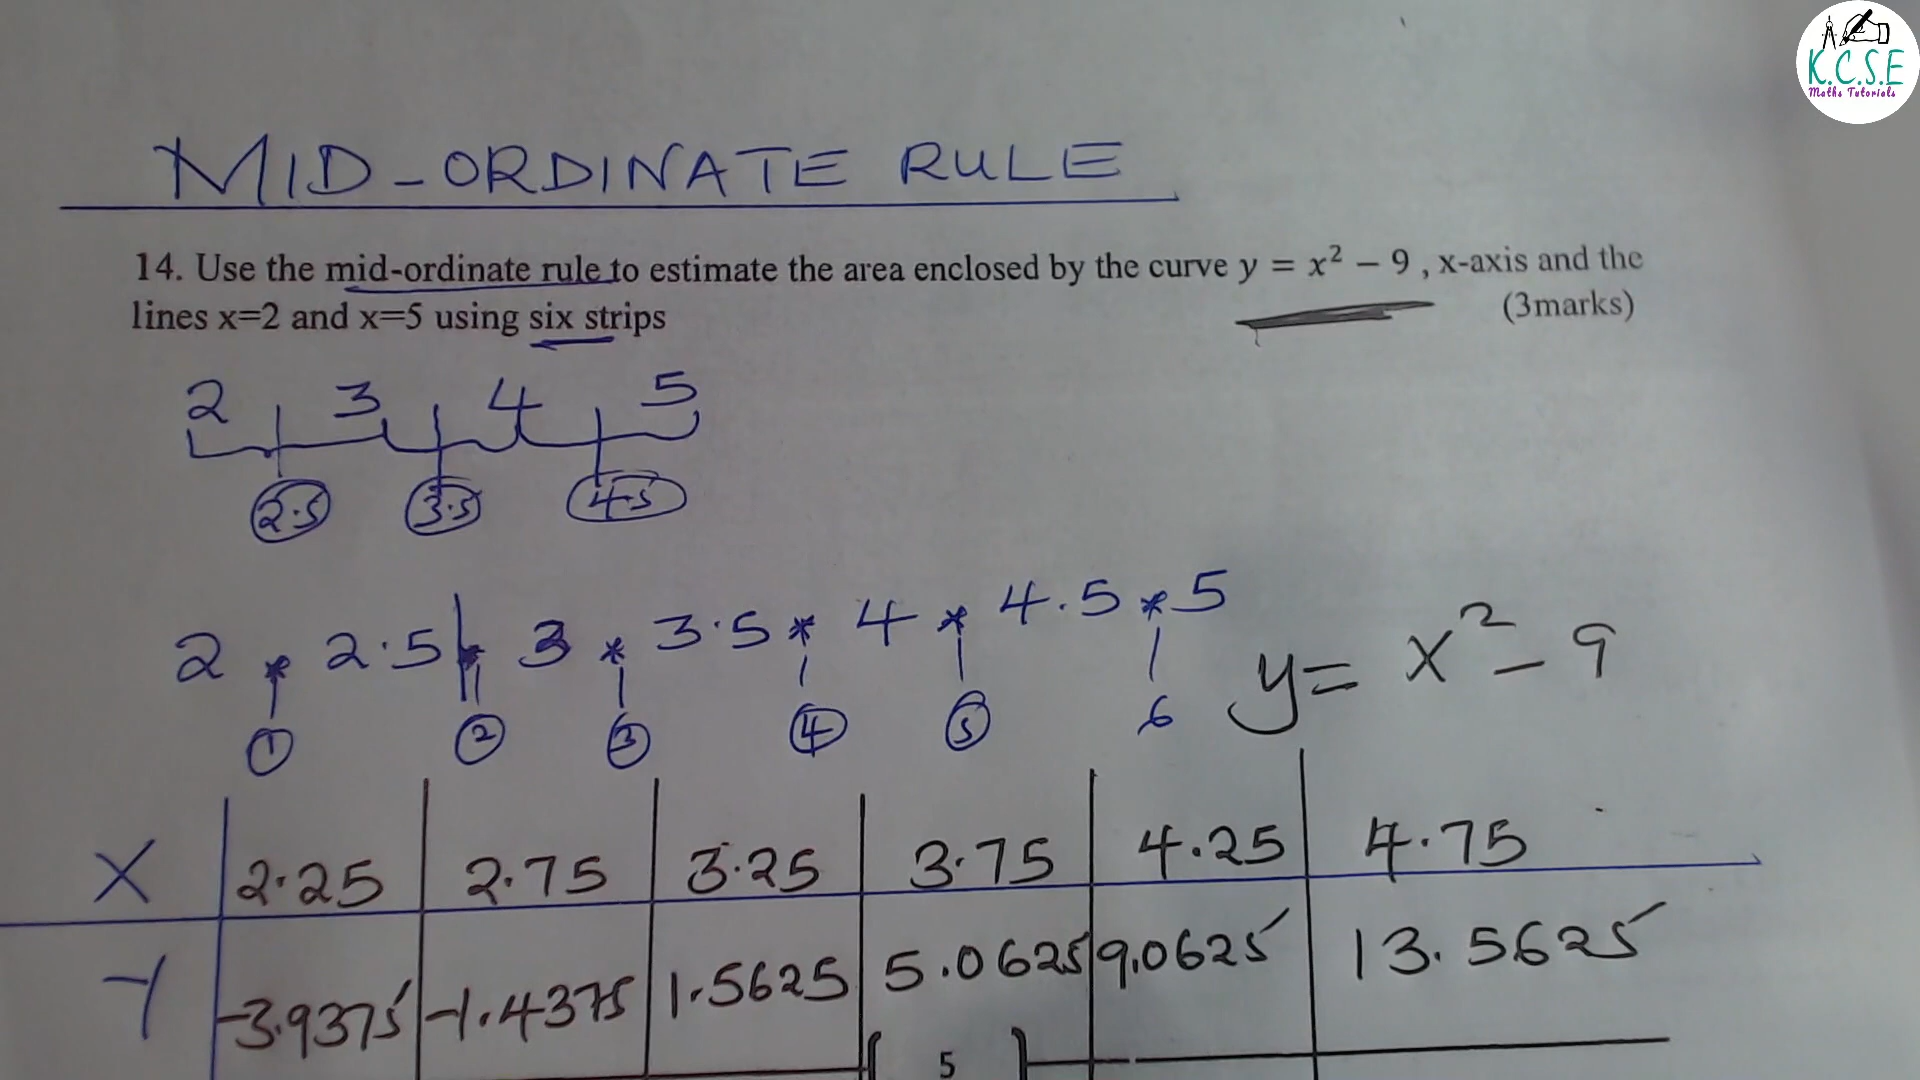 K.C.S.E
Maths Tutorials
MID-ORDINATE RULE
14. Use the mid-ordinate rule to estimate the area enclosed by the curve y = x² − 9 , x-axis and the
lines x=2 and x=5 using six strips
(3marks)
2 3 4 5
2.5 3.5 4.5
2 * 2.5 * 3 * 3.5 * 4 * 4.5 * 5
1 2 3 4 5 6
y = x² - 9
X 2.25 2.75 3.25 3.75 4.25 4.75
Y -3.9375 -1.4375 1.5625 5.0625 9.0625 13.5625
5